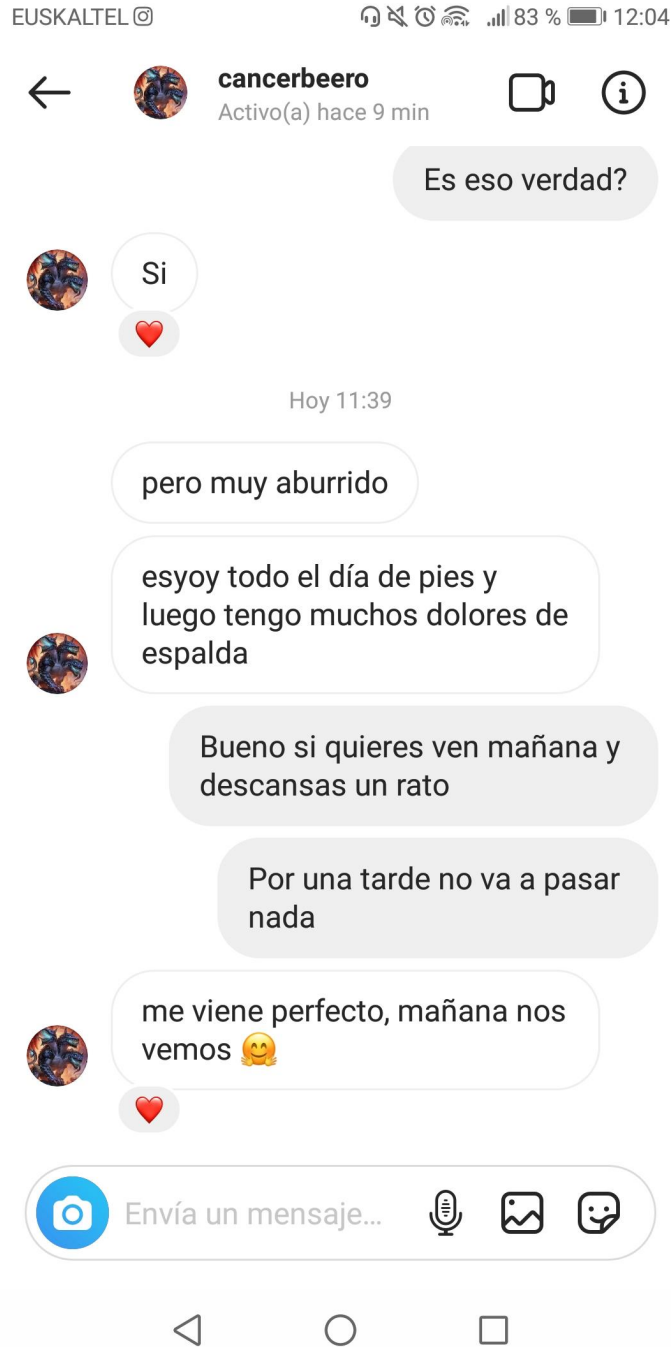 EUSKALTEL 83 % 12:04
cancerbeero
Activo(a) hace 9 min
Es eso verdad?
Si
Hoy 11:39
pero muy aburrido
esyoy todo el día de pies y
luego tengo muchos dolores de
espalda
Bueno si quieres ven mañana y
descansas un rato
Por una tarde no va a pasar
nada
me viene perfecto, mañana nos
vemos 🤗
Envía un mensaje...